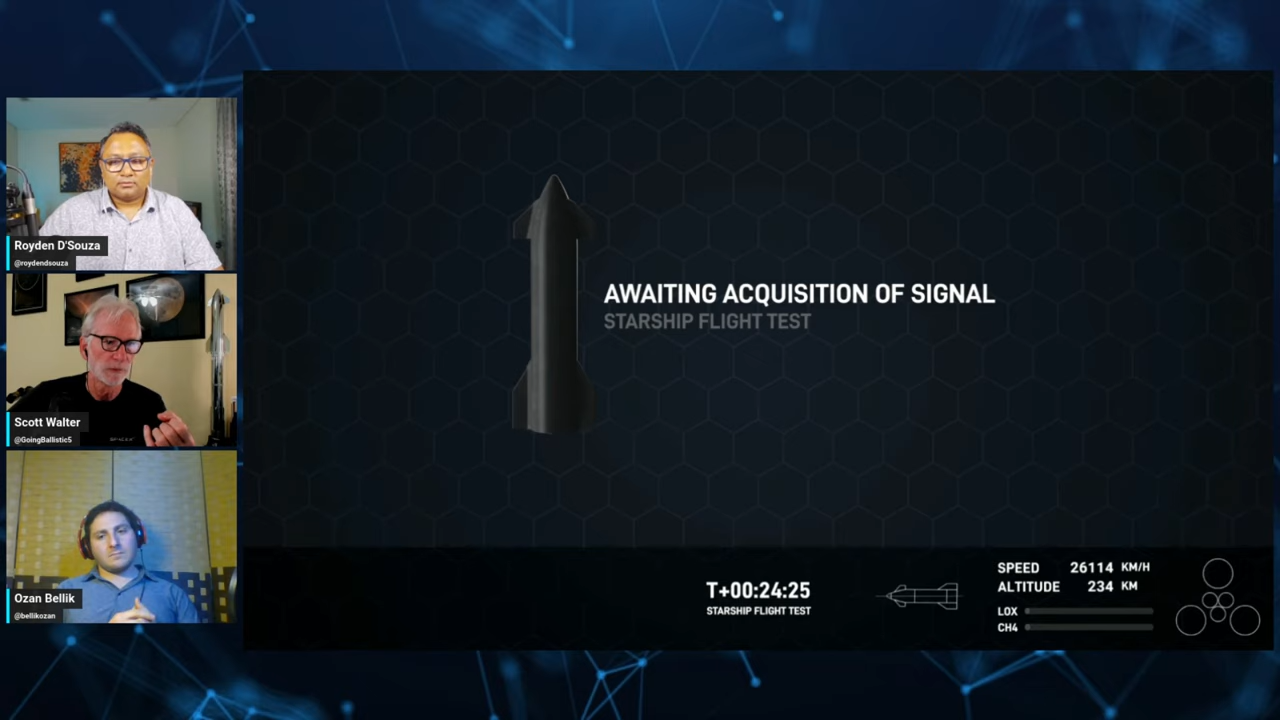 Royden D'Souza
@roydendsouza
Scott Walter
@GoingBallistic5
SPACEX
Ozan Bellik
@bellikozan
AWAITING ACQUISITION OF SIGNAL
STARSHIP FLIGHT TEST
T+00:24:25
STARSHIP FLIGHT TEST
SPEED 26114 KM/H
ALTITUDE 234 KM
LOX
CH4